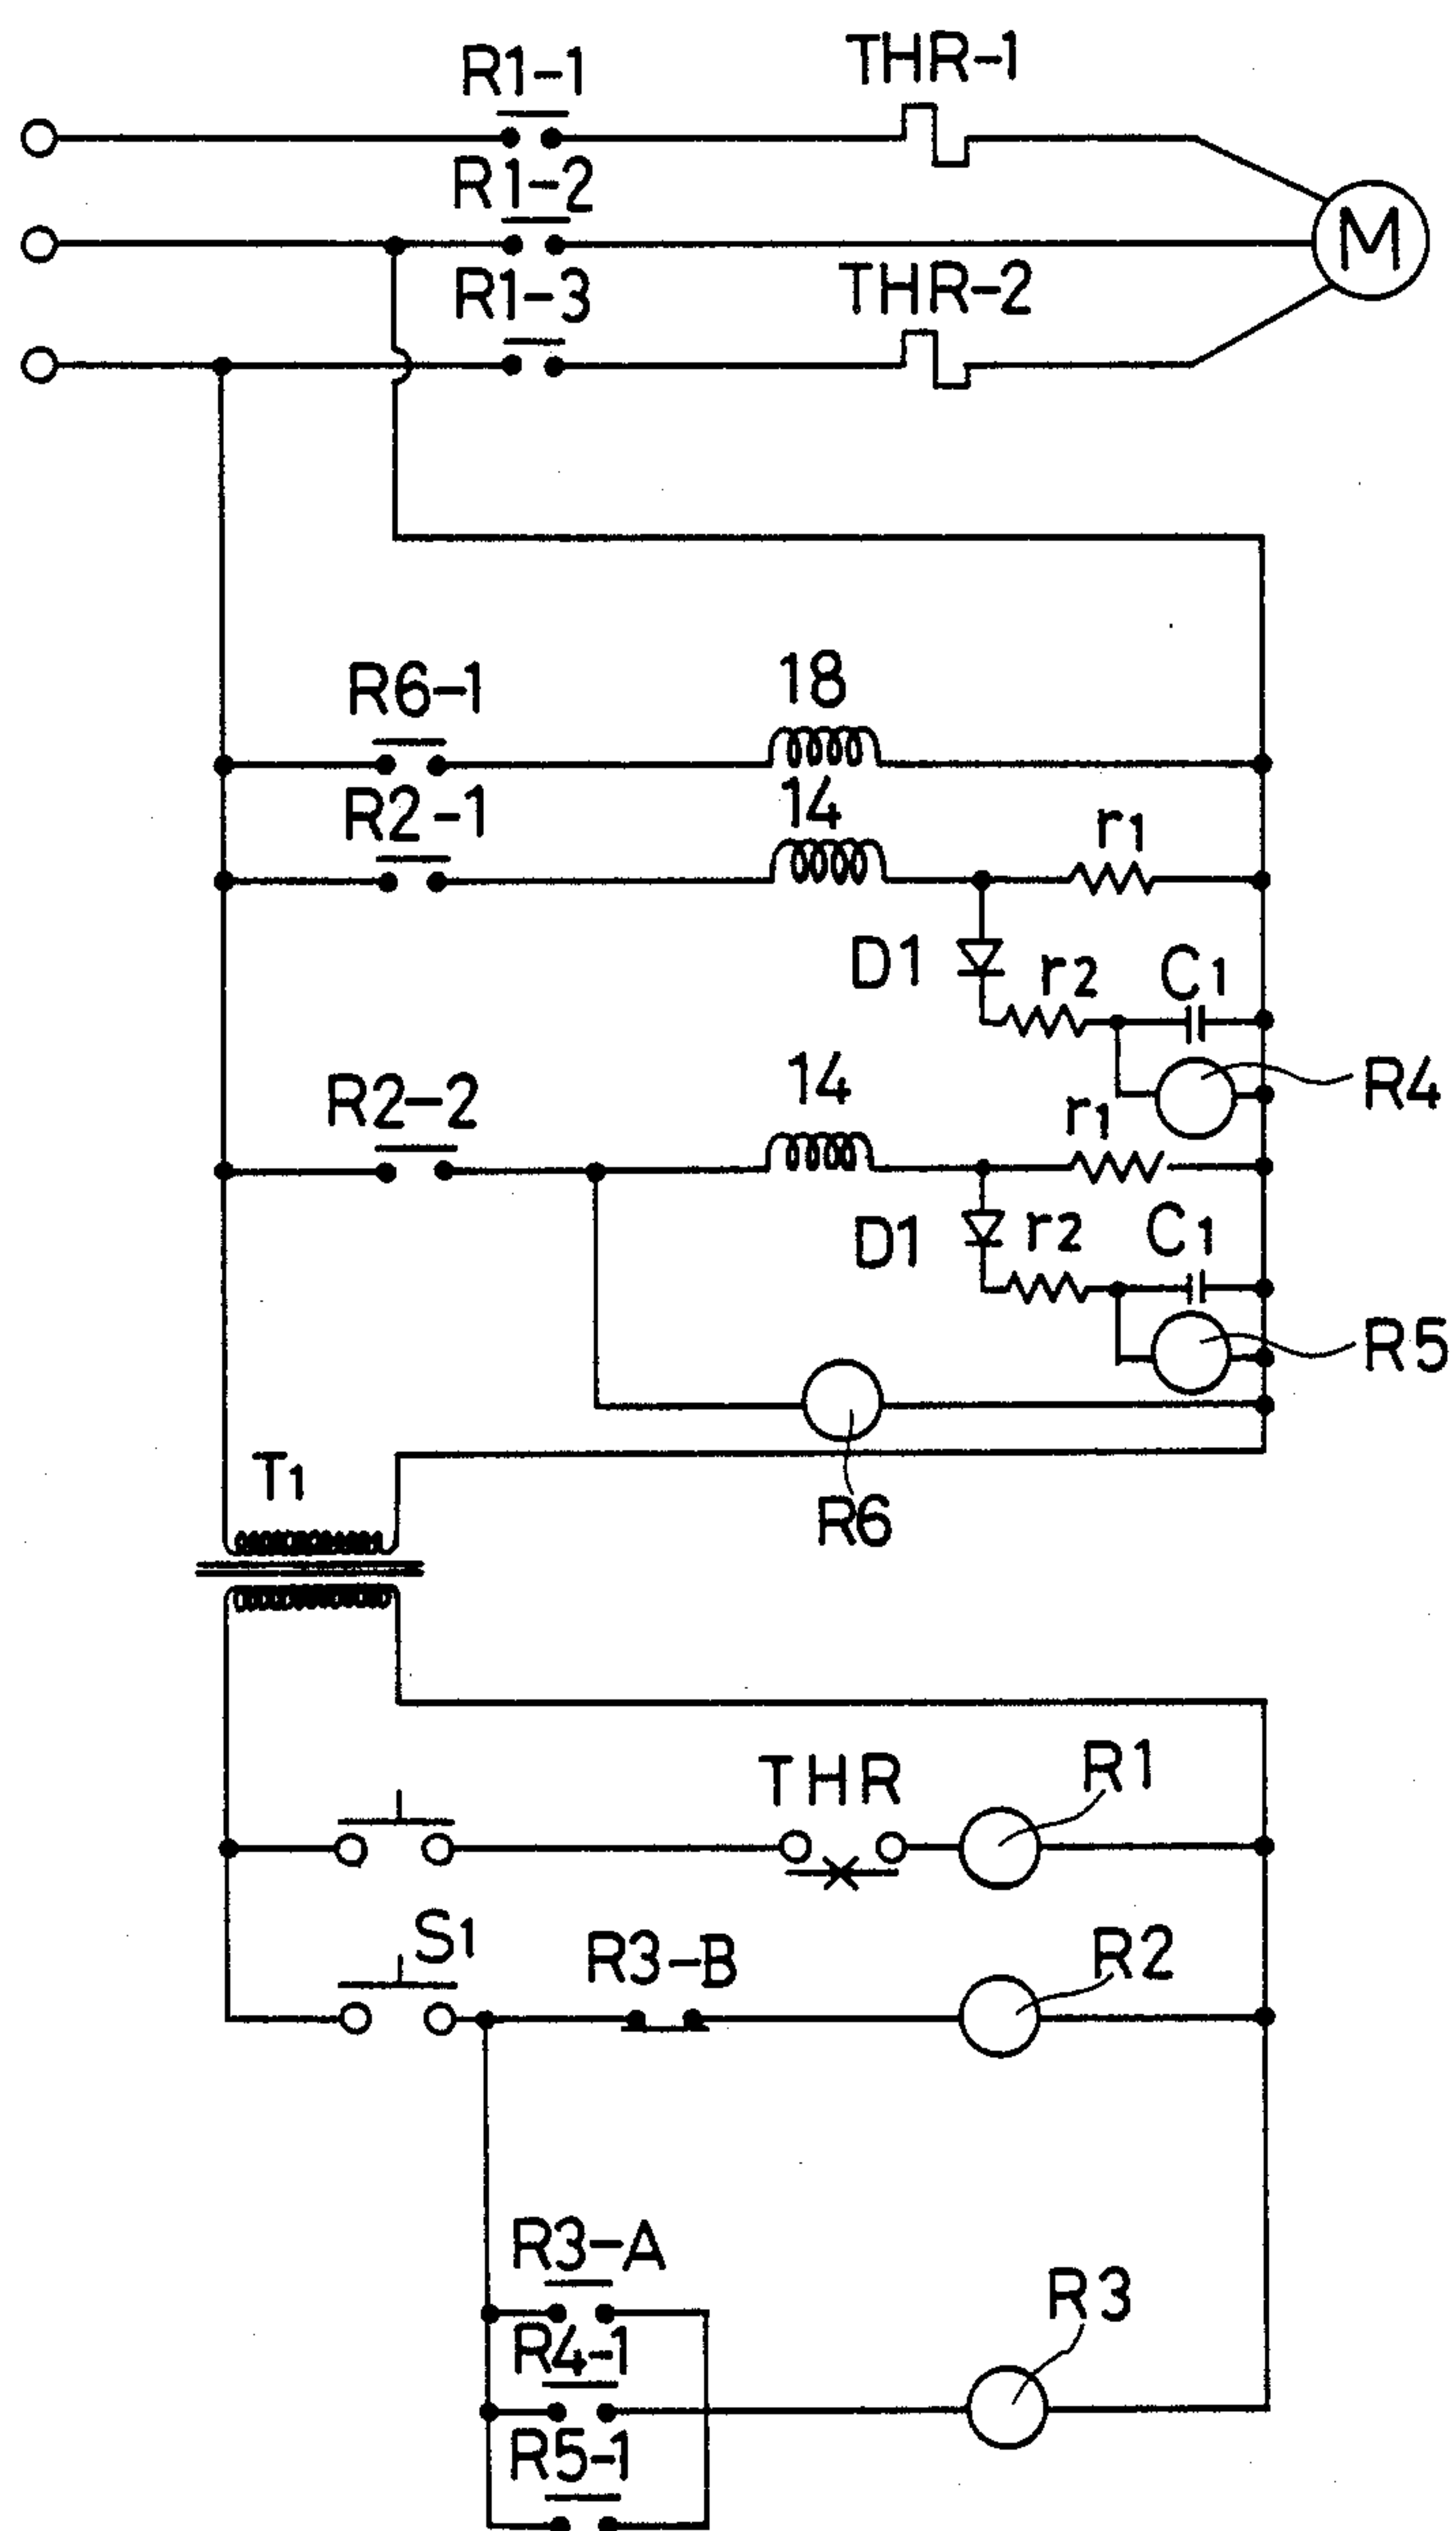 R1-1
THR-1
R1-2
M
R1-3
THR-2
R6-1
18
R2-1
14
r1
D1
r2
C1
R4
R2-2
14
r1
D1
r2
C1
R5
T1
R6
THR
R1
S1
R3-B
R2
R3-A
R4-1
R3
R5-1